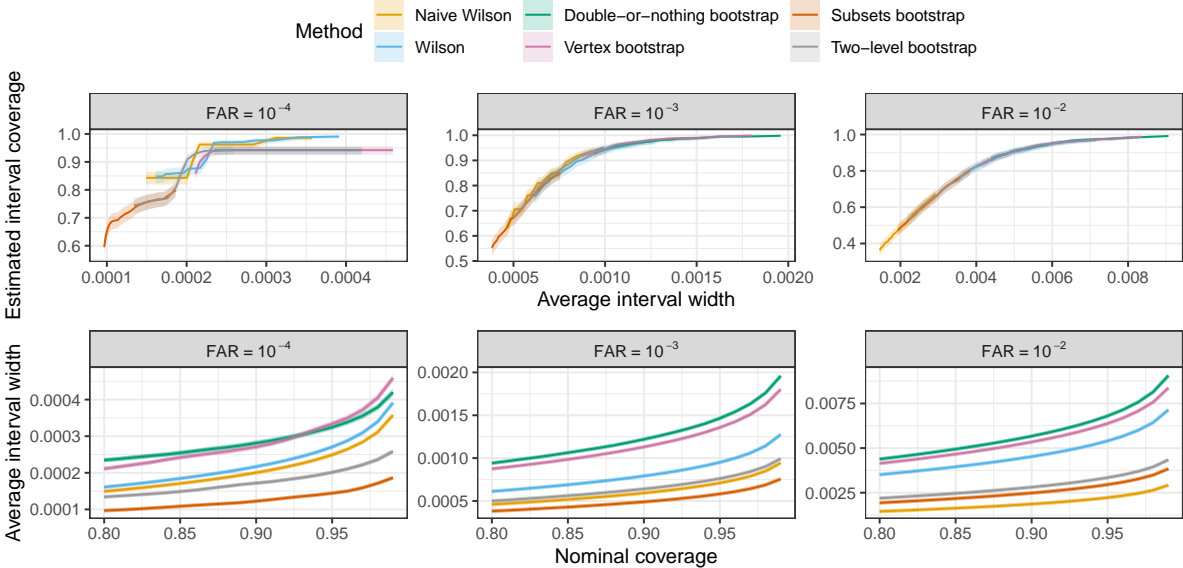 Method
Naive Wilson
Double−or−nothing bootstrap
Subsets bootstrap
Wilson
Vertex bootstrap
Two−level bootstrap
Estimated interval coverage
FAR = 10⁻⁴
FAR = 10⁻³
FAR = 10⁻²
1.0
0.9
0.8
0.7
0.6
0.0001 0.0002 0.0003 0.0004
1.0
0.9
0.8
0.7
0.6
0.5
0.0005 0.0010 0.0015 0.0020
1.0
0.8
0.6
0.4
0.002 0.004 0.006 0.008
Average interval width
Average interval width
FAR = 10⁻⁴
FAR = 10⁻³
FAR = 10⁻²
0.0004
0.0003
0.0002
0.0001
0.80 0.85 0.90 0.95
0.0020
0.0015
0.0010
0.0005
0.80 0.85 0.90 0.95
0.0075
0.0050
0.0025
0.80 0.85 0.90 0.95
Nominal coverage